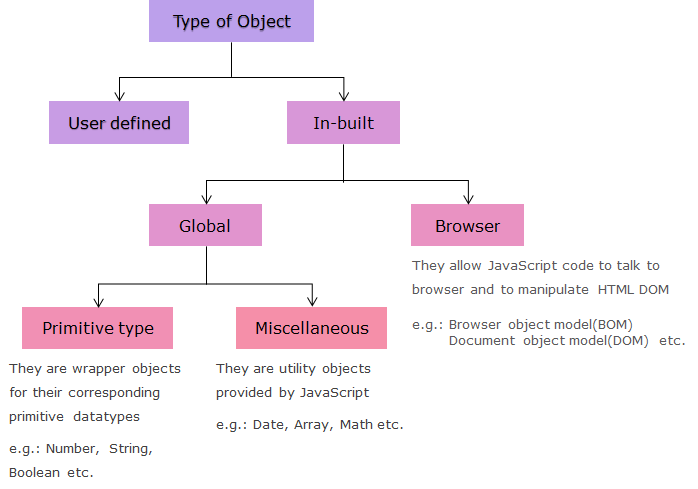 Type of Object
User defined
In-built
Global
Browser
They allow JavaScript code to talk to
browser and to manipulate HTML DOM
e.g.: Browser object model(BOM)
Document object model(DOM) etc.
Primitive type
They are wrapper objects
for their corresponding
primitive datatypes
e.g.: Number, String,
Boolean etc.
Miscellaneous
They are utility objects
provided by JavaScript
e.g.: Date, Array, Math etc.